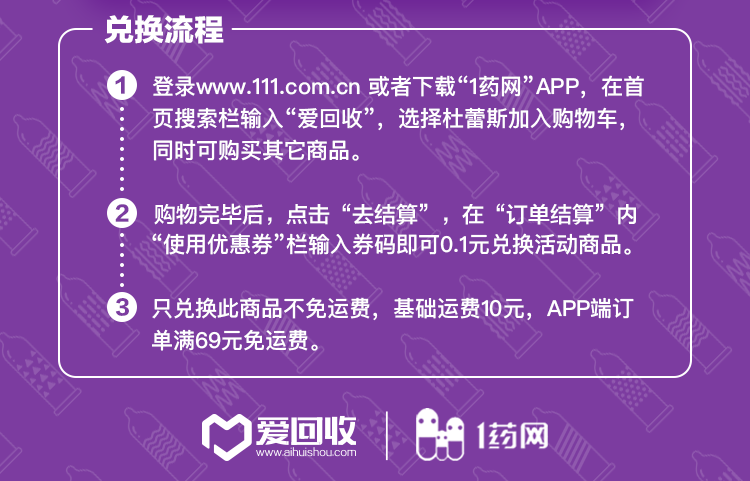 兑换流程
1 登录www.111.com.cn 或者下载“1药网”APP，在首
页搜索栏输入“爱回收”，选择杜蕾斯加入购物车，
同时可购买其它商品。
2 购物完毕后，点击“去结算”，在“订单结算”内
“使用优惠券”栏输入券码即可0.1元兑换活动商品。
3 只兑换此商品不免运费，基础运费10元，APP端订
单满69元免运费。
爱回收 1药网
www.aihuishou.com